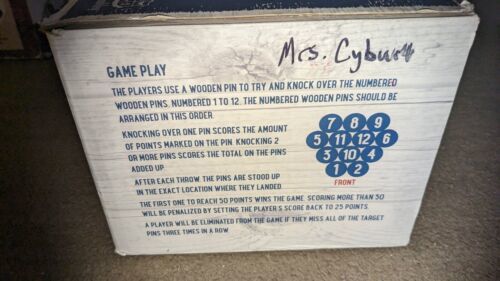 Mrs. Cybwolf
GAME PLAY
THE PLAYERS USE A WOODEN PIN TO TRY AND KNOCK OVER THE NUMBERED
WOODEN PINS, NUMBERED 1 TO 12. THE NUMBERED WOODEN PINS SHOULD BE
ARRANGED IN THIS ORDER
KNOCKING OVER ONE PIN SCORES THE AMOUNT
OF POINTS MARKED ON THE PIN. KNOCKING 2
OR MORE PINS SCORES THE TOTAL ON THE PINS
ADDED UP
AFTER EACH THROW THE PINS ARE STOOD UP
IN THE EXACT LOCATION WHERE THEY LANDED
7 8 9
5 11 12 6
3 10 4
1 2
FRONT
THE FIRST ONE TO REACH 50 POINTS WINS THE GAME. SCORING MORE THAN 50
WILL BE PENALIZED BY SETTING THE PLAYER'S SCORE BACK TO 25 POINTS.
A PLAYER WILL BE ELIMINATED FROM THE GAME IF THEY MISS ALL OF THE TARGET
PINS THREE TIMES IN A ROW